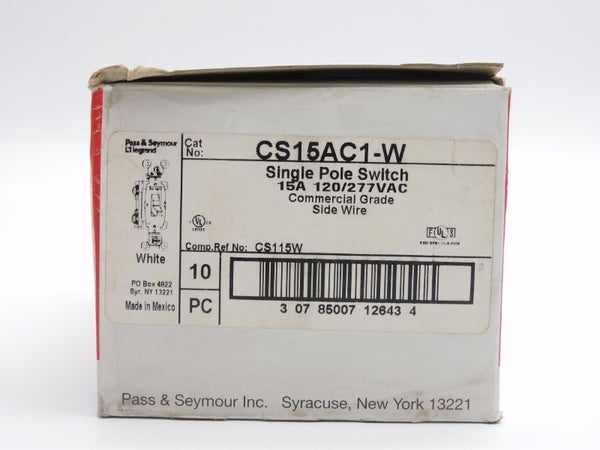 Pass & Seymour
legrand
Cat
No:
CS15AC1-W
Single Pole Switch
15A 120/277VAC
Commercial Grade
Side Wire
White
Comp.Ref No: CS115W
PO Box 4822
Syr. NY 13221
Made in Mexico
10
PC
3 07 85007 12643 4
Pass & Seymour Inc. Syracuse, New York 13221